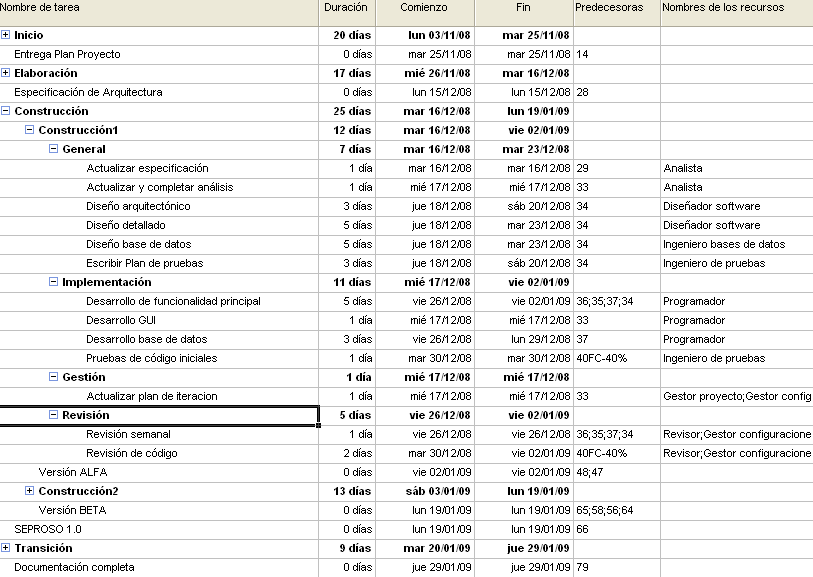 Nombre de tarea Duración Comienzo Fin Predecesoras Nombres de los recursos
Inicio 20 días lun 03/11/08 mar 25/11/08
Entrega Plan Proyecto 0 días mar 25/11/08 mar 25/11/08 14
Elaboración 17 días mié 26/11/08 mar 16/12/08
Especificación de Arquitectura 0 días lun 15/12/08 lun 15/12/08 28
Construcción 25 días mar 16/12/08 lun 19/01/09
Construcción1 12 días mar 16/12/08 vie 02/01/09
General 7 días mar 16/12/08 mar 23/12/08
Actualizar especificación 1 día mar 16/12/08 mar 16/12/08 29 Analista
Actualizar y completar análisis 1 día mié 17/12/08 mié 17/12/08 33 Analista
Diseño arquitectónico 3 días jue 18/12/08 sáb 20/12/08 34 Diseñador software
Diseño detallado 5 días jue 18/12/08 mar 23/12/08 34 Diseñador software
Diseño base de datos 5 días jue 18/12/08 mar 23/12/08 34 Ingeniero bases de datos
Escribir Plan de pruebas 3 días jue 18/12/08 sáb 20/12/08 34 Ingeniero de pruebas
Implementación 11 días mié 17/12/08 vie 02/01/09
Desarrollo de funcionalidad principal 5 días vie 26/12/08 vie 02/01/09 36;35;37;34 Programador
Desarrollo GUI 1 día mié 17/12/08 mié 17/12/08 33 Programador
Desarrollo base de datos 3 días vie 26/12/08 lun 29/12/08 37 Programador
Pruebas de código iniciales 1 día mar 30/12/08 mar 30/12/08 40FC-40% Ingeniero de pruebas
Gestión 1 día mié 17/12/08 mié 17/12/08
Actualizar plan de iteracion 1 día mié 17/12/08 mié 17/12/08 33 Gestor proyecto;Gestor config
Revisión 5 días vie 26/12/08 vie 02/01/09
Revisión semanal 1 día vie 26/12/08 vie 26/12/08 36;35;37;34 Revisor;Gestor configuracione
Revisión de código 2 días mar 30/12/08 vie 02/01/09 40FC-40% Revisor;Gestor configuracione
Versión ALFA 0 días vie 02/01/09 vie 02/01/09 48;47
Construcción2 13 días sáb 03/01/09 lun 19/01/09
Versión BETA 0 días lun 19/01/09 lun 19/01/09 65;58;56;64
SEPROSO 1.0 0 días lun 19/01/09 lun 19/01/09 66
Transición 9 días mar 20/01/09 jue 29/01/09
Documentación completa 0 días jue 29/01/09 jue 29/01/09 79